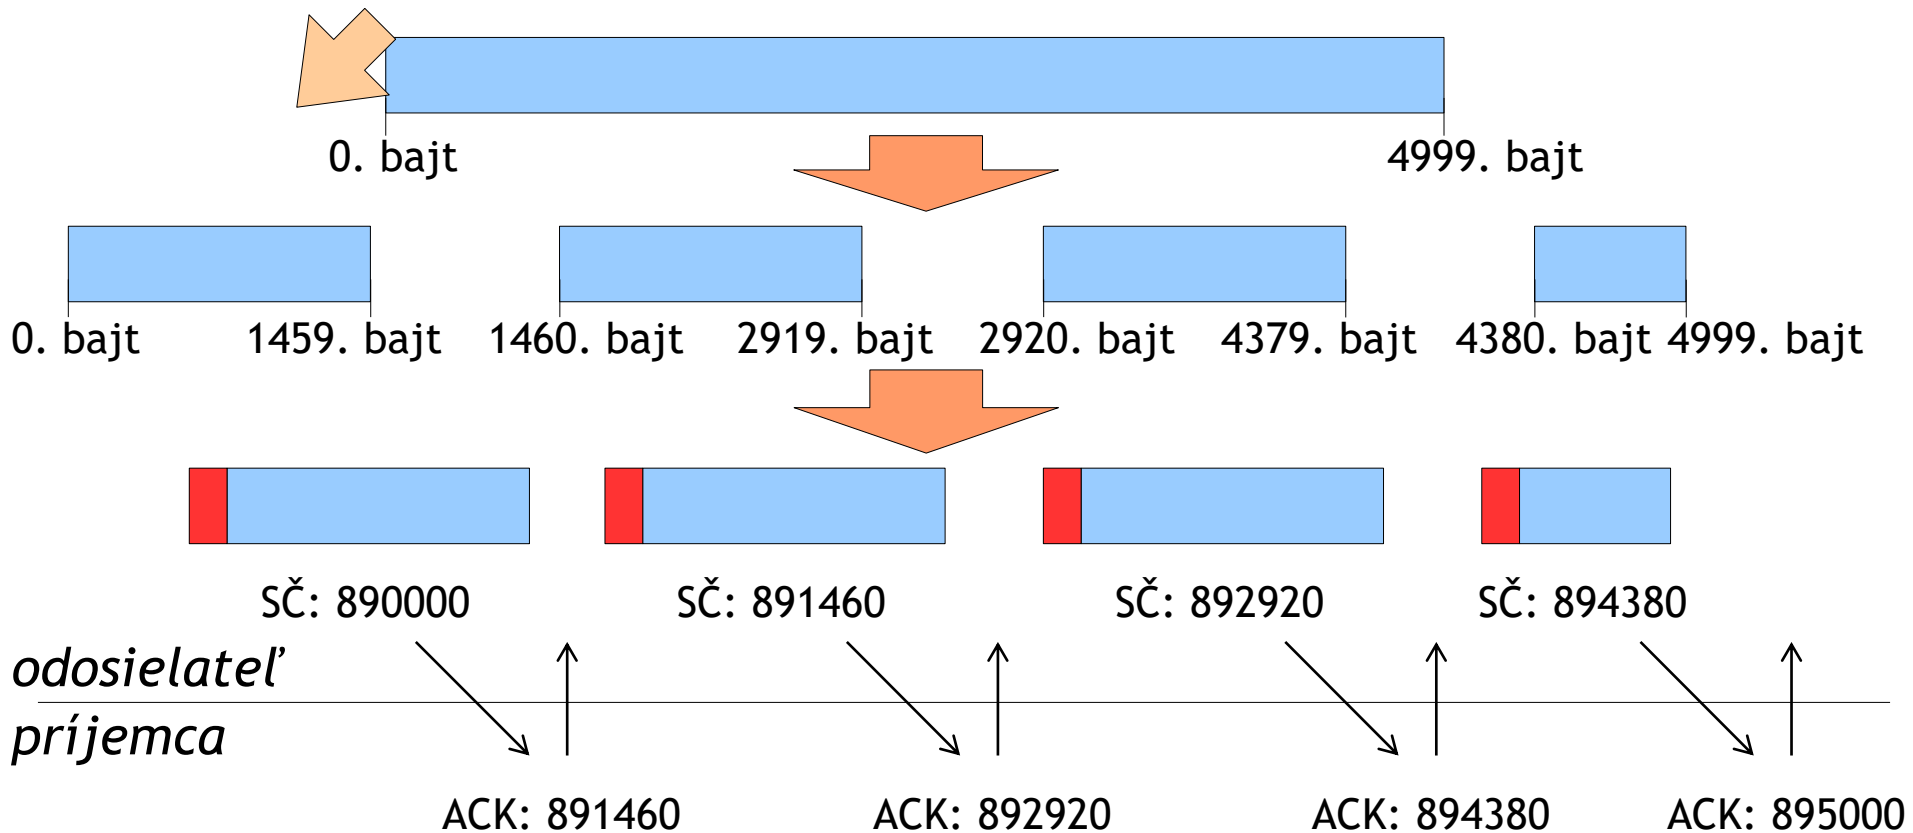 0. bajt 4999. bajt
0. bajt 1459. bajt 1460. bajt 2919. bajt 2920. bajt 4379. bajt 4380. bajt 4999. bajt
SČ: 890000 SČ: 891460 SČ: 892920 SČ: 894380
odosielateľ
príjemca
ACK: 891460 ACK: 892920 ACK: 894380 ACK: 895000